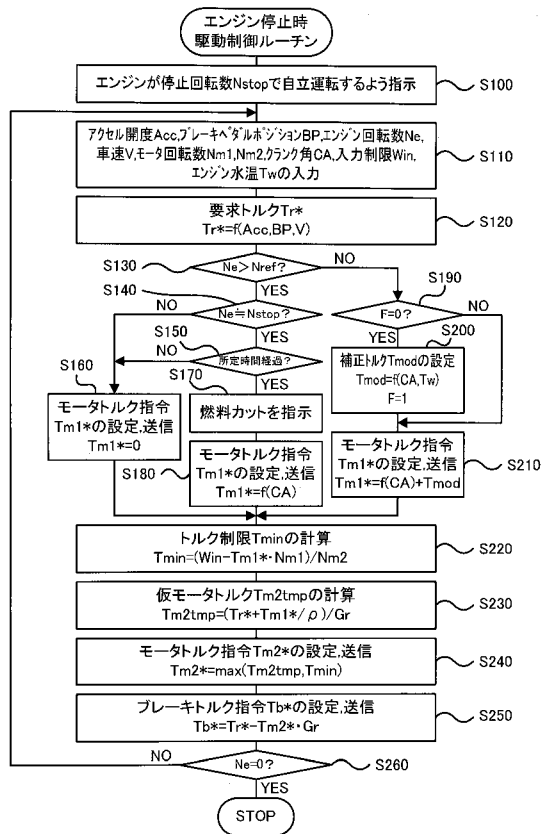 エンジン停止時
駆動制御ルーチン
エンジンが停止回転数Nstopで自立運転するよう指示
S100
アクセル開度Acc,ブレーキペダルポジションBP,エンジン回転数Ne,
車速V,モータ回転数Nm1,Nm2,クランク角CA,入力制限Win,
エンジン水温Twの入力
S110
要求トルクTr*
Tr*=f(Acc,BP,V)
S120
S130
Ne>Nref?
NO
YES
S190
S140
NO
Ne≒Nstop?
YES
F=0?
NO
YES
S150
NO
所定時間経過?
YES
S200
補正トルクTmodの設定
Tmod=f(CA,Tw)
F=1
S160
モータトルク指令
Tm1*の設定,送信
Tm1*=0
S170
燃料カットを指示
S180
モータトルク指令
Tm1*の設定,送信
Tm1*=f(CA)
モータトルク指令
Tm1*の設定,送信
Tm1*=f(CA)+Tmod
S210
トルク制限Tminの計算
Tmin=(Win-Tm1*・Nm1)/Nm2
S220
仮モータトルクTm2tmpの計算
Tm2tmp=(Tr*+Tm1*/ρ)/Gr
S230
モータトルク指令Tm2*の設定,送信
Tm2*=max(Tm2tmp,Tmin)
S240
ブレーキトルク指令Tb*の設定,送信
Tb*=Tr*-Tm2*・Gr
S250
NO
Ne=0?
S260
YES
STOP